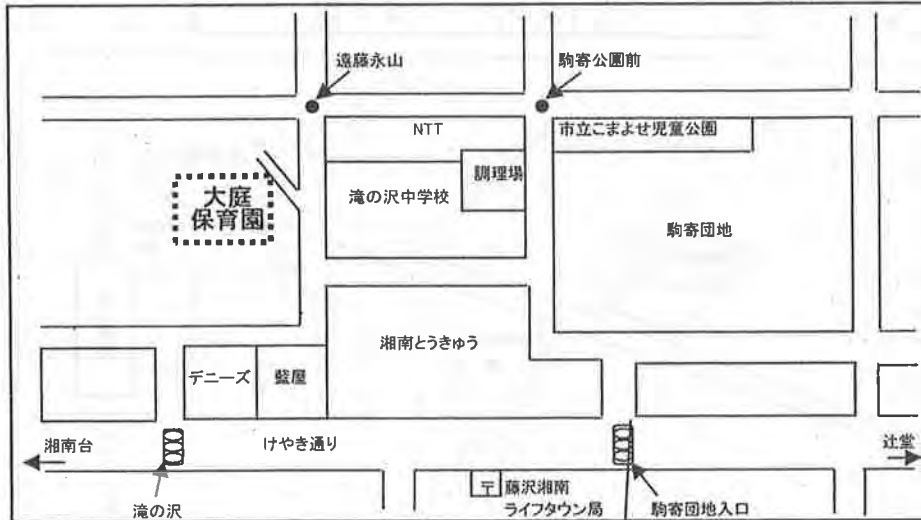 遠藤永山
駒寄公園前
NTT
市立こまよせ児童公園
調理場
大庭
保育園
滝の沢中学校
駒寄団地
湘南とうきゅう
デニーズ
藍屋
湘南台
けやき通り
辻堂
〒
藤沢湘南
ライフタウン局
滝の沢
駒寄団地入口